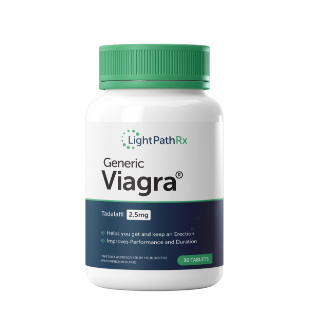 LightPathRx
Generic
Viagra®
Tadalafil 2.5mg
Helps you get and keep an Erection
Improves Performance and Duration
30 TABLETS